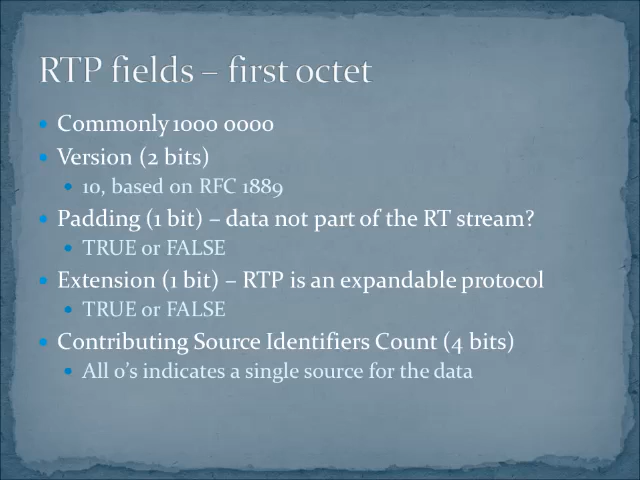 RTP fields – first octet
Commonly 1000 0000
Version (2 bits)
10, based on RFC 1889
Padding (1 bit) – data not part of the RT stream?
TRUE or FALSE
Extension (1 bit) – RTP is an expandable protocol
TRUE or FALSE
Contributing Source Identifiers Count (4 bits)
All 0's indicates a single source for the data